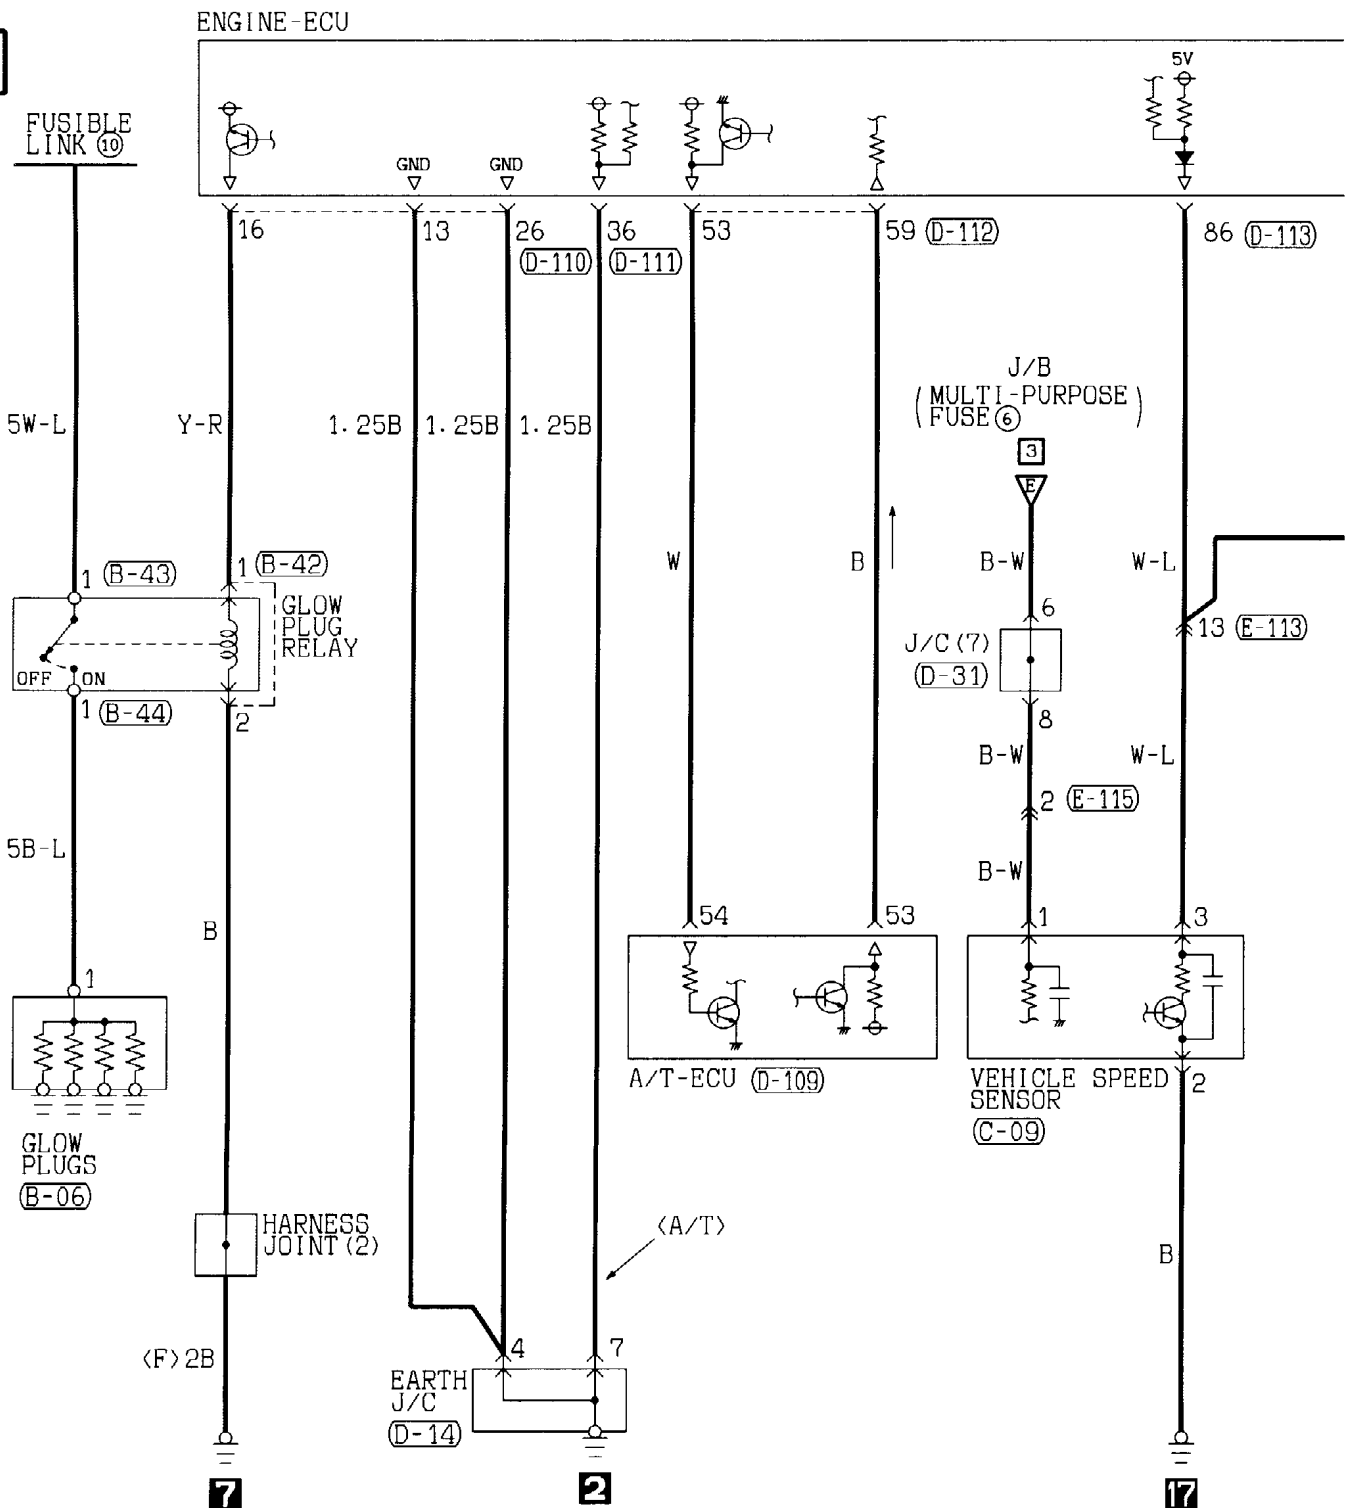 ENGINE-ECU
5V
FUSIBLE
LINK ⑩
GND
GND
16
13
26
36
53
59 D-112
86 D-113
D-110
D-111
J/B
(MULTI-PURPOSE
FUSE⑥)
3
E
5W-L
Y-R
1.25B
1.25B
1.25B
W
B
B-W
W-L
1 B-43
1 B-42
GLOW
PLUG
RELAY
6
13 E-113
J/C(7)
D-31
OFF
ON
1 B-44
2
8
B-W
W-L
2 E-115
5B-L
B-W
B
54
53
1
3
1
A/T-ECU D-109
VEHICLE SPEED
SENSOR
C-09
2
GLOW
PLUGS
B-06
HARNESS
JOINT(2)
<A/T>
B
<F>2B
4
7
EARTH
J/C
D-14
7
2
17